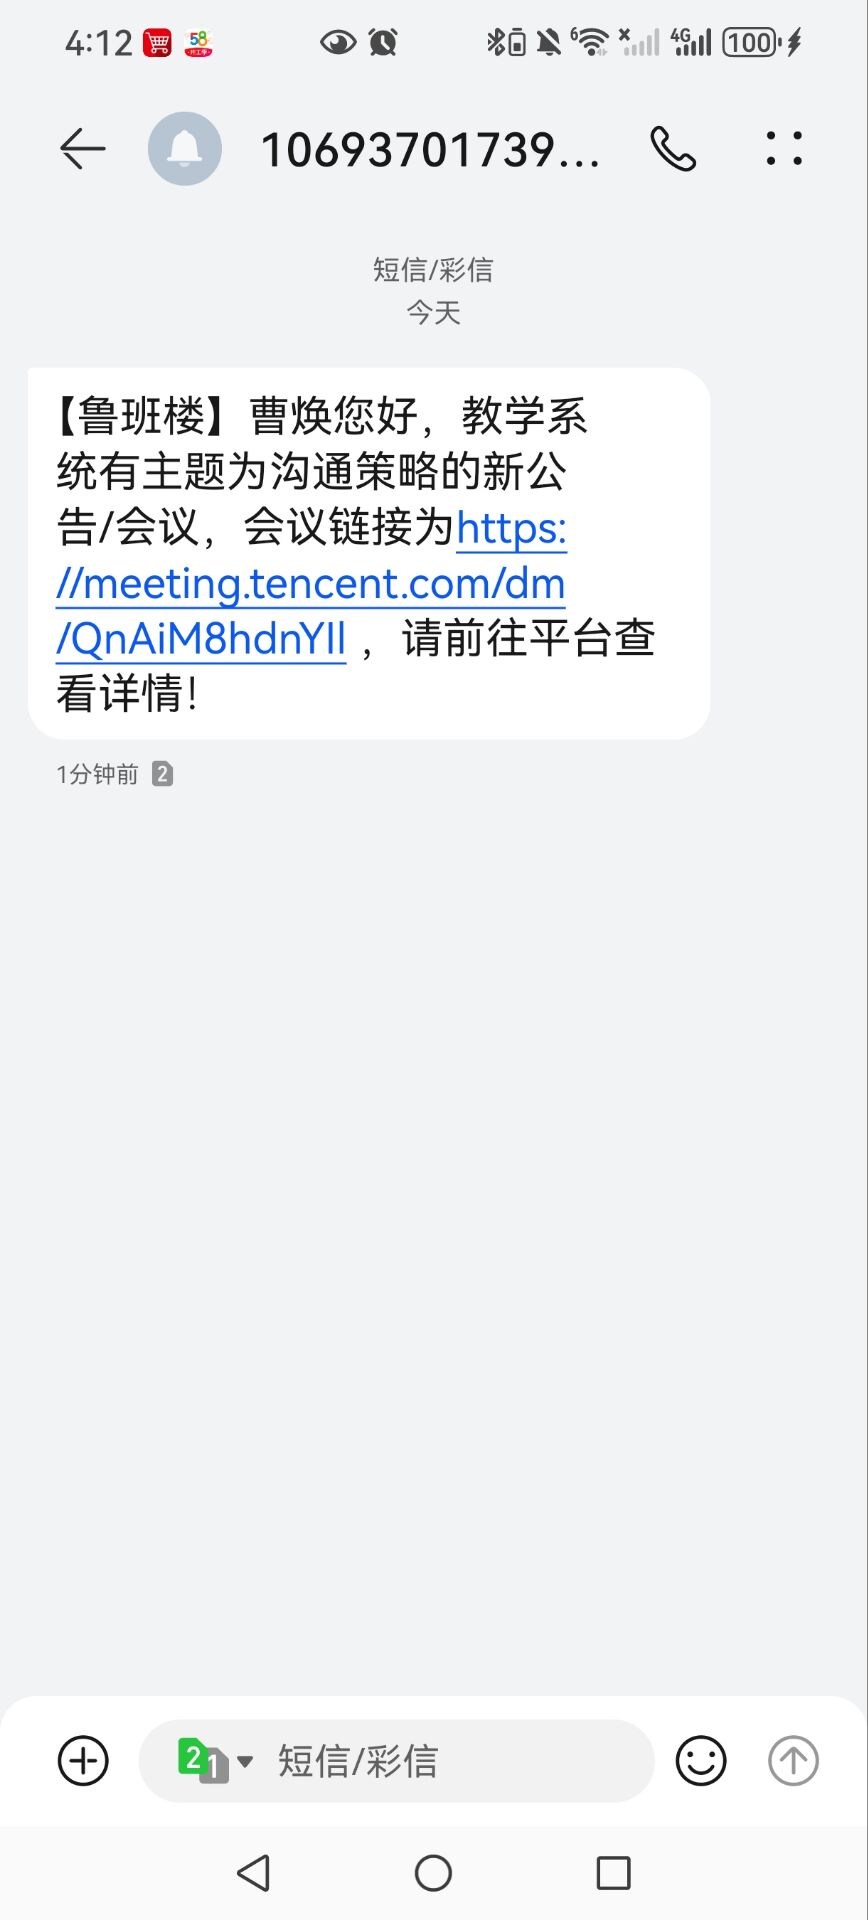 4:12
58
6
4G
100
10693701739...
短信/彩信
今天
【鲁班楼】曹焕您好，教学系
统有主题为沟通策略的新公
告/会议，会议链接为https:
//meeting.tencent.com/dm
/QnAiM8hdnYIl ，请前往平台查
看详情!
1分钟前 2
2 1 短信/彩信